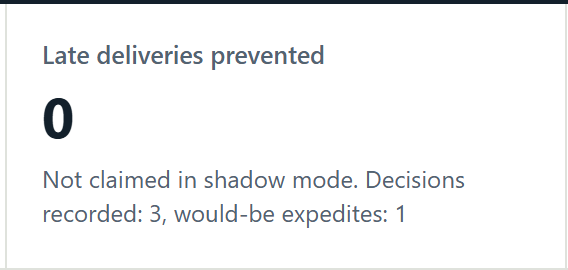 Late deliveries prevented
0
Not claimed in shadow mode. Decisions
recorded: 3, would-be expedites: 1